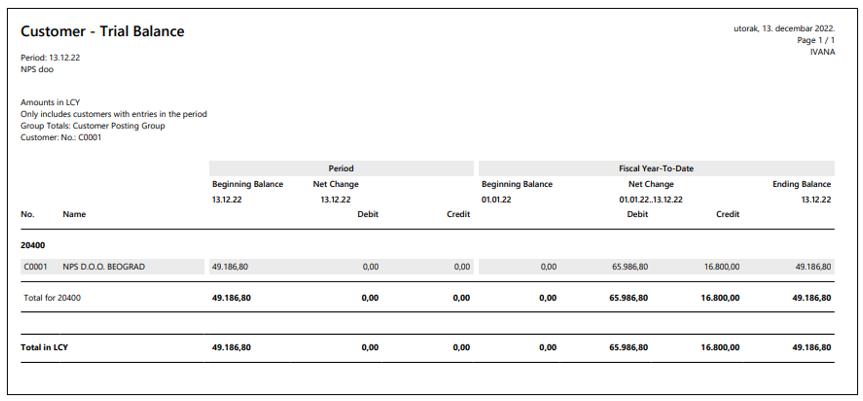 Customer - Trial Balance
utorak, 13. decembar 2022.
Page 1 / 1
IVANA
Period: 13.12.22
NPS doo
Amounts in LCY
Only includes customers with entries in the period
Group Totals: Customer Posting Group
Customer: No.: C0001
Period Fiscal Year-To-Date
Beginning Balance Net Change Beginning Balance Net Change Ending Balance
13.12.22 13.12.22 01.01.22 01.01.22..13.12.22 13.12.22
No. Name Debit Credit Debit Credit
20400
C0001 NPS D.O.O. BEOGRAD 49.186,80 0,00 0,00 0,00 65.986,80 16.800,00 49.186,80
Total for 20400 49.186,80 0,00 0,00 0,00 65.986,80 16.800,00 49.186,80
Total in LCY 49.186,80 0,00 0,00 0,00 65.986,80 16.800,00 49.186,80